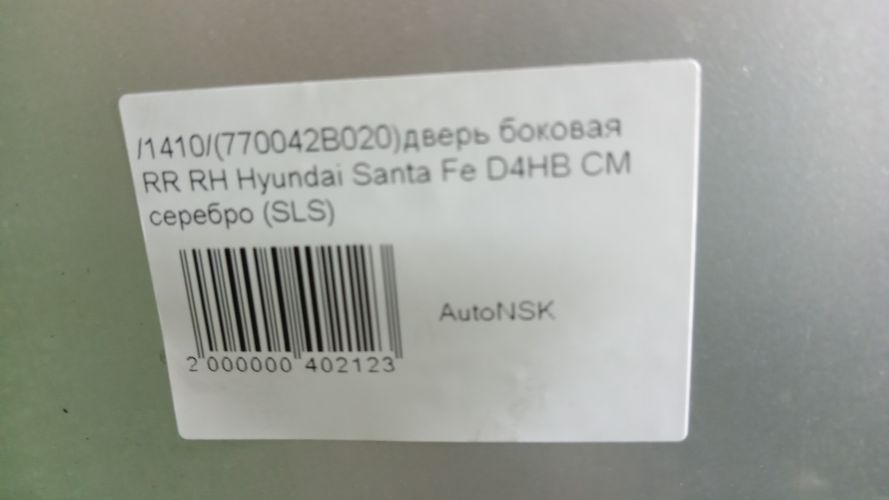 /1410/(770042B020)дверь боковая
RR RH Hyundai Santa Fe D4HB CM
серебро (SLS)
AutoNSK
2 000000 402123